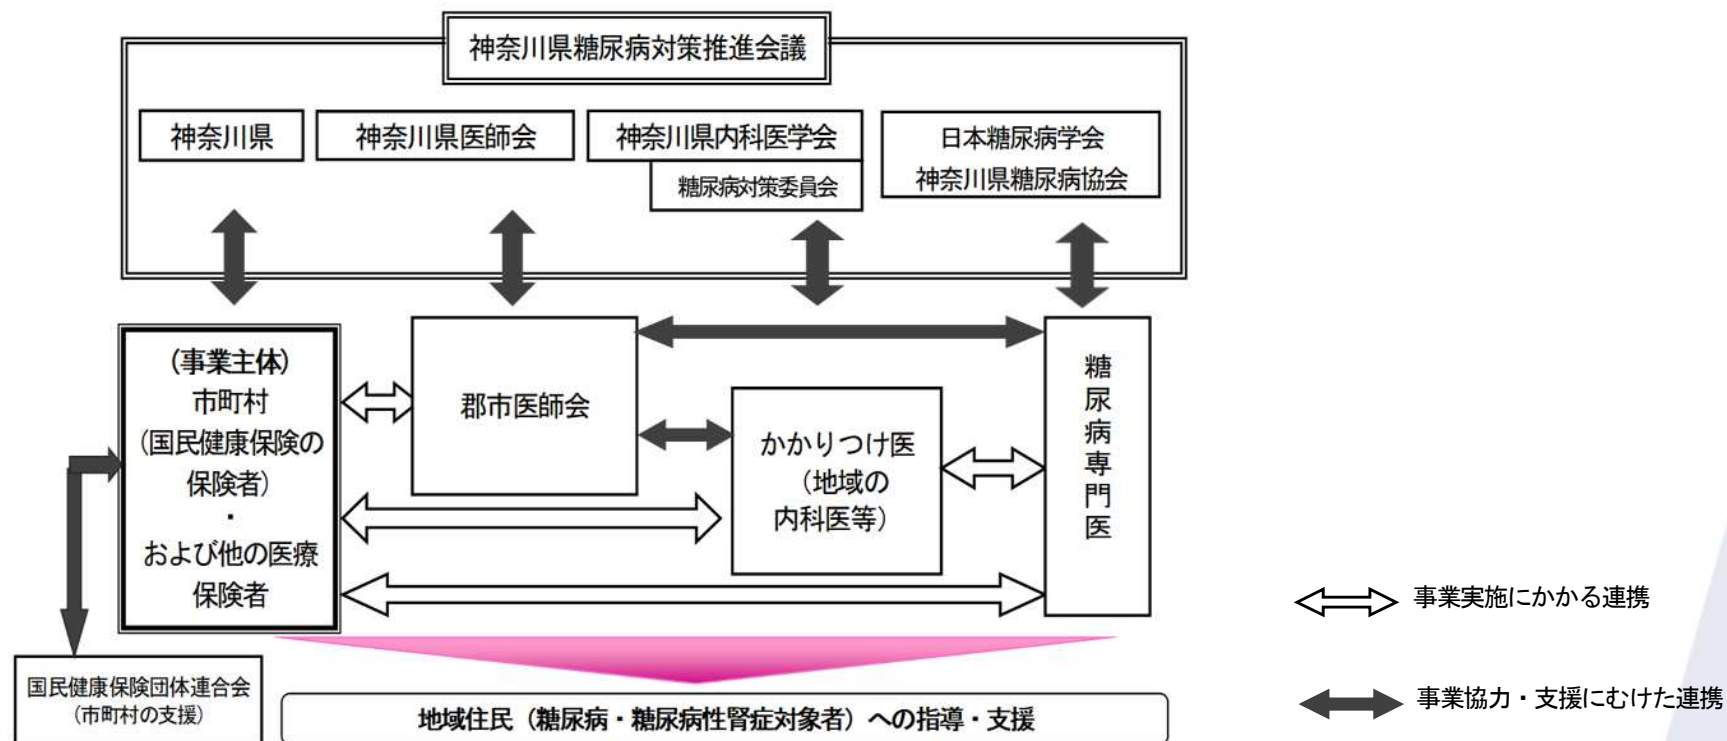 神奈川県糖尿病対策推進会議
神奈川県
神奈川県医師会
神奈川県内科医学会
糖尿病対策委員会
日本糖尿病学会
神奈川県糖尿病協会
（事業主体）
市町村
（国民健康保険の
保険者）
・
および他の医療
保険者
郡市医師会
かかりつけ医
（地域の
内科医等）
糖尿病専門医
国民健康保険団体連合会
（市町村の支援）
地域住民（糖尿病・糖尿病性腎症対象者）への指導・支援
事業実施にかかる連携
事業協力・支援にむけた連携